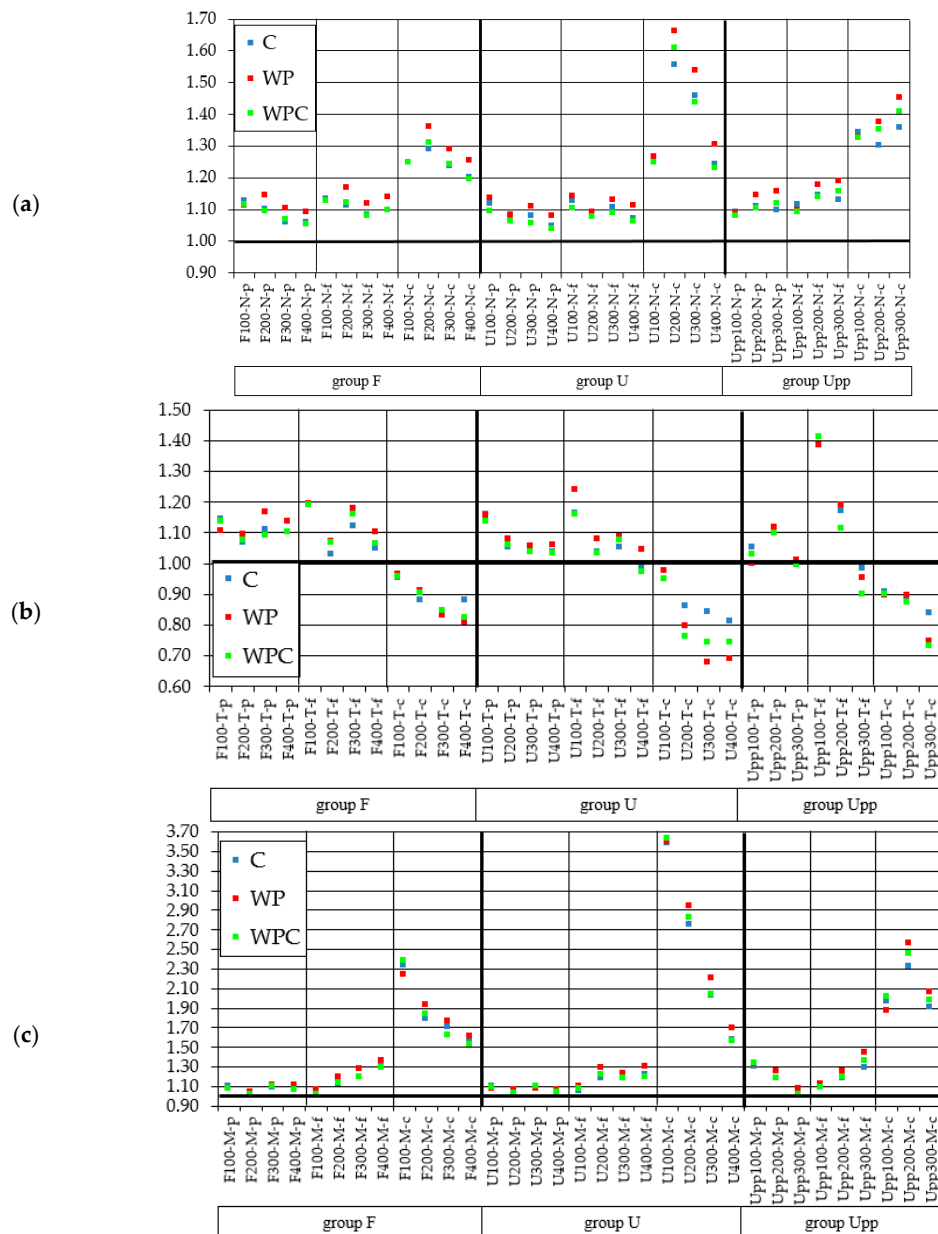 (a)
1.70
1.60
1.50
1.40
1.30
1.20
1.10
1.00
0.90
C
WP
WPC
F100-N-p
F200-N-p
F300-N-p
F400-N-p
F100-N-f
F200-N-f
F300-N-f
F400-N-f
F100-N-c
F200-N-c
F300-N-c
F400-N-c
U100-N-p
U200-N-p
U300-N-p
U400-N-p
U100-N-f
U200-N-f
U300-N-f
U400-N-f
U100-N-c
U200-N-c
U300-N-c
U400-N-c
Upp100-N-p
Upp200-N-p
Upp300-N-p
Upp100-N-f
Upp200-N-f
Upp300-N-f
Upp100-N-c
Upp200-N-c
Upp300-N-c
group F
group U
group Upp
(b)
1.50
1.40
1.30
1.20
1.10
1.00
0.90
0.80
0.70
0.60
C
WP
WPC
F100-T-p
F200-T-p
F300-T-p
F400-T-p
F100-T-f
F200-T-f
F300-T-f
F400-T-f
F100-T-c
F200-T-c
F300-T-c
F400-T-c
U100-T-p
U200-T-p
U300-T-p
U400-T-p
U100-T-f
U200-T-f
U300-T-f
U400-T-f
U100-T-c
U200-T-c
U300-T-c
U400-T-c
Upp100-T-p
Upp200-T-p
Upp300-T-p
Upp100-T-f
Upp200-T-f
Upp300-T-f
Upp100-T-c
Upp200-T-c
Upp300-T-c
group F
group U
group Upp
(c)
3.70
3.50
3.30
3.10
2.90
2.70
2.50
2.30
2.10
1.90
1.70
1.50
1.30
1.10
0.90
C
WP
WPC
F100-M-p
F200-M-p
F300-M-p
F400-M-p
F100-M-f
F200-M-f
F300-M-f
F400-M-f
F100-M-c
F200-M-c
F300-M-c
F400-M-c
U100-M-p
U200-M-p
U300-M-p
U400-M-p
U100-M-f
U200-M-f
U300-M-f
U400-M-f
U100-M-c
U200-M-c
U300-M-c
U400-M-c
Upp100-M-p
Upp200-M-p
Upp300-M-p
Upp100-M-f
Upp200-M-f
Upp300-M-f
Upp100-M-c
Upp200-M-c
Upp300-M-c
group F
group U
group Upp